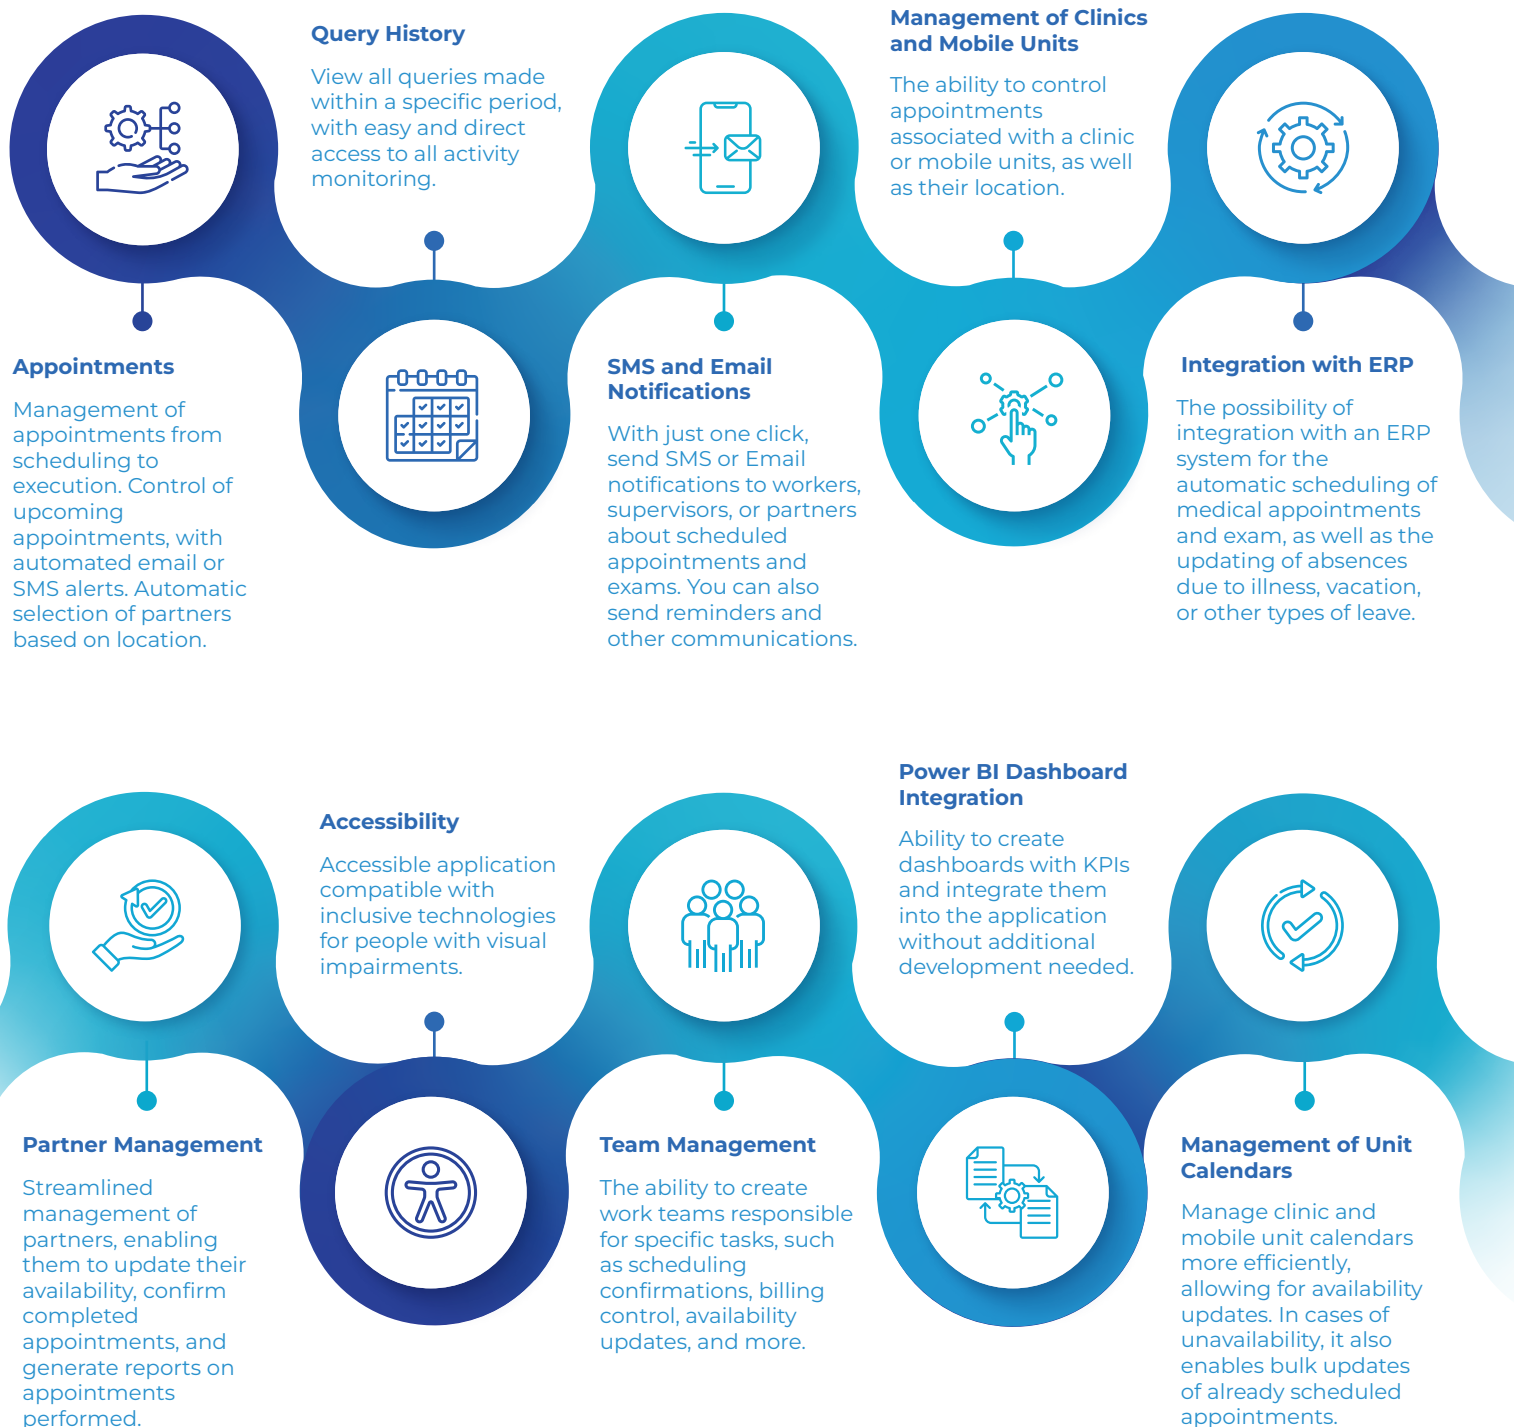 Query History
View all queries made
within a specific period,
with easy and direct
access to all activity
monitoring.
Management of Clinics
and Mobile Units
The ability to control
appointments
associated with a clinic
or mobile units, as well
as their location.
Appointments
Management of
appointments from
scheduling to
execution. Control of
upcoming
appointments, with
automated email or
SMS alerts. Automatic
selection of partners
based on location.
SMS and Email
Notifications
With just one click,
send SMS or Email
notifications to workers,
supervisors, or partners
about scheduled
appointments and
exams. You can also
send reminders and
other communications.
Integration with ERP
The possibility of
integration with an ERP
system for the
automatic scheduling of
medical appointments
and exam, as well as the
updating of absences
due to illness, vacation,
or other types of leave.
Accessibility
Accessible application
compatible with
inclusive technologies
for people with visual
impairments.
Power BI Dashboard
Integration
Ability to create
dashboards with KPIs
and integrate them
into the application
without additional
development needed.
Partner Management
Streamlined
management of
partners, enabling
them to update their
availability, confirm
completed
appointments, and
generate reports on
appointments
performed.
Team Management
The ability to create
work teams responsible
for specific tasks, such
as scheduling
confirmations, billing
control, availability
updates, and more.
Management of Unit
Calendars
Manage clinic and
mobile unit calendars
more efficiently,
allowing for availability
updates. In cases of
unavailability, it also
enables bulk updates
of already scheduled
appointments.